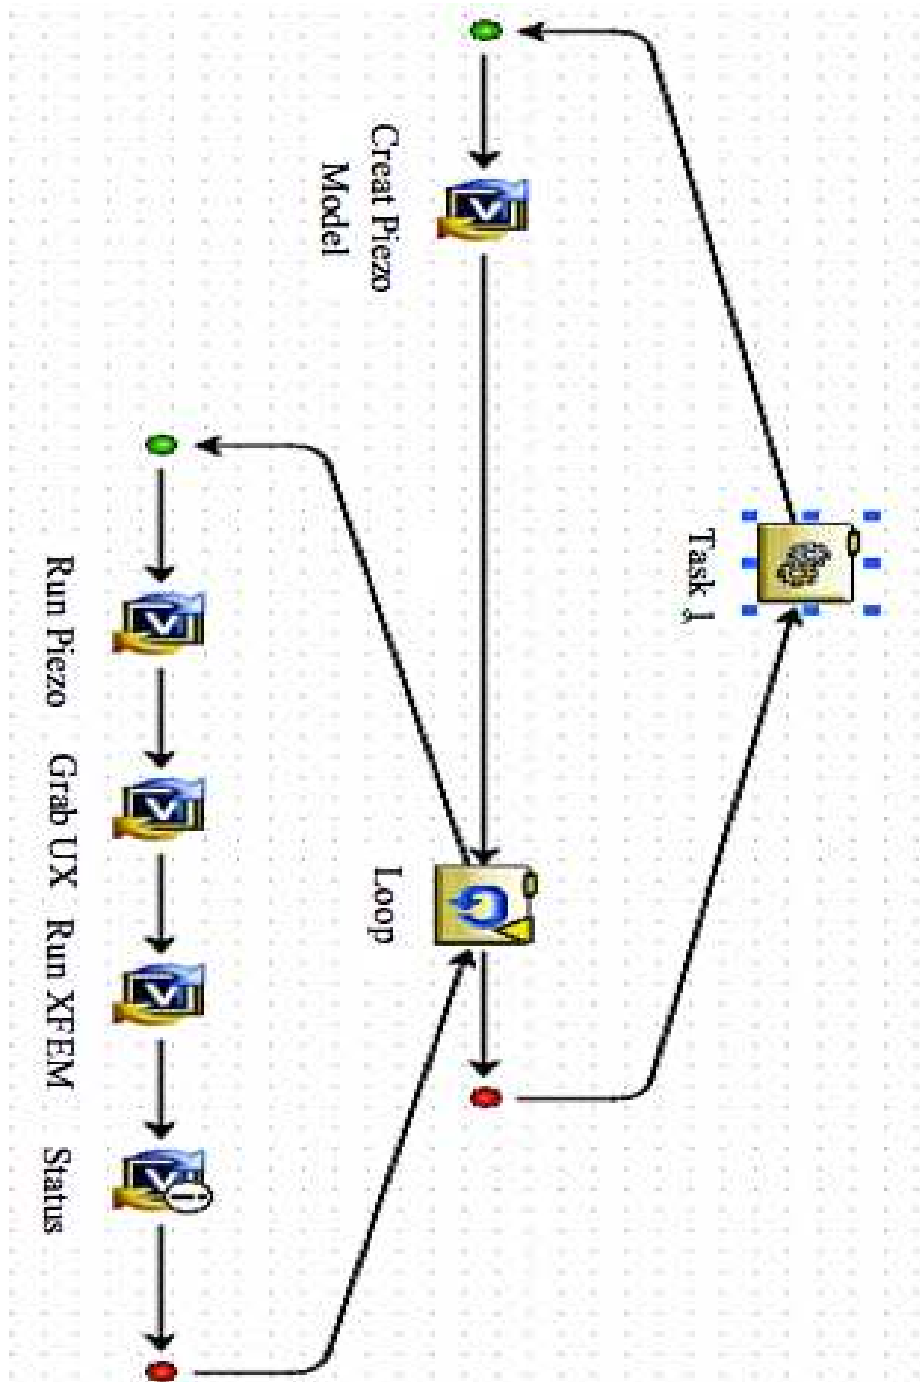 Task 1
Creat Piezo
Model
Loop
Run Piezo
Grab UX
Run XFEM
Status